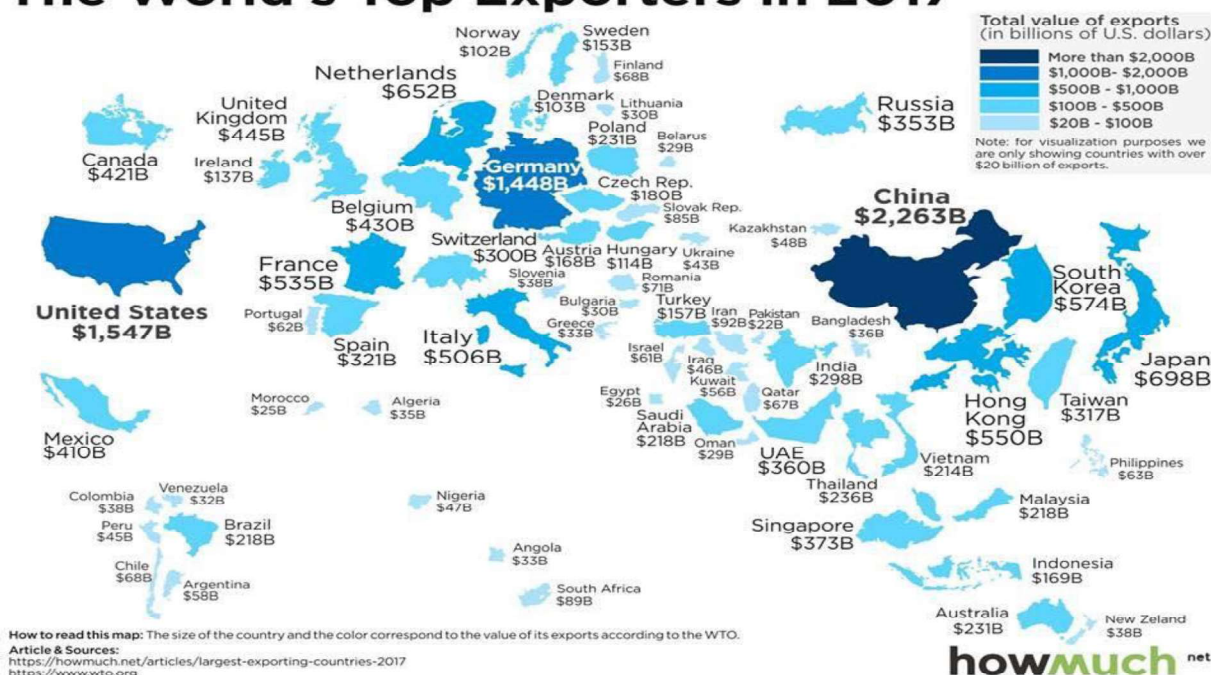 The World's Top Exporters in 2017
Total value of exports
(in billions of U.S. dollars)
More than $2,000B
$1,000B- $2,000B
$500B - $1,000B
$100B - $500B
$20B - $100B
Note: for visualization purposes we
are only showing countries with over
$20 billion of exports.
Norway
$102B
Sweden
$153B
Finland
$68B
Netherlands
$652B
Denmark
$103B
Lithuania
$30B
United
Kingdom
$445B
Poland
$231B
Belarus
$29B
Russia
$353B
Canada
$421B
Ireland
$137B
Germany
$1,448B
Czech Rep.
$180B
Slovak Rep.
$85B
Belgium
$430B
China
$2,263B
Kazakhstan
$48B
Switzerland
$300B
Austria
$168B
Hungary
$114B
Ukraine
$43B
France
$535B
Slovenia
$38B
Romania
$71B
South
Korea
$574B
United States
$1,547B
Portugal
$62B
Spain
$321B
Italy
$506B
Bulgaria
$30B
Greece
$33B
Turkey
$157B
Iran
$92B
Pakistan
$22B
Bangladesh
$36B
Israel
$61B
Iraq
$46B
Kuwait
$56B
India
$298B
Japan
$698B
Mexico
$410B
Morocco
$25B
Algeria
$35B
Egypt
$26B
Qatar
$67B
Saudi
Arabia
$218B
Oman
$29B
UAE
$360B
Hong
Kong
$550B
Taiwan
$317B
Vietnam
$214B
Philippines
$63B
Thailand
$236B
Colombia
$38B
Venezuela
$32B
Nigeria
$47B
Malaysia
$218B
Peru
$45B
Brazil
$218B
Singapore
$373B
Chile
$68B
Argentina
$58B
Angola
$33B
South Africa
$89B
Indonesia
$169B
Australia
$231B
New Zeland
$38B
How to read this map: The size of the country and the color correspond to the value of its exports according to the WTO.
Article & Sources:
https://howmuch.net/articles/largest-exporting-countries-2017
https://www.wto.org
howmuch net